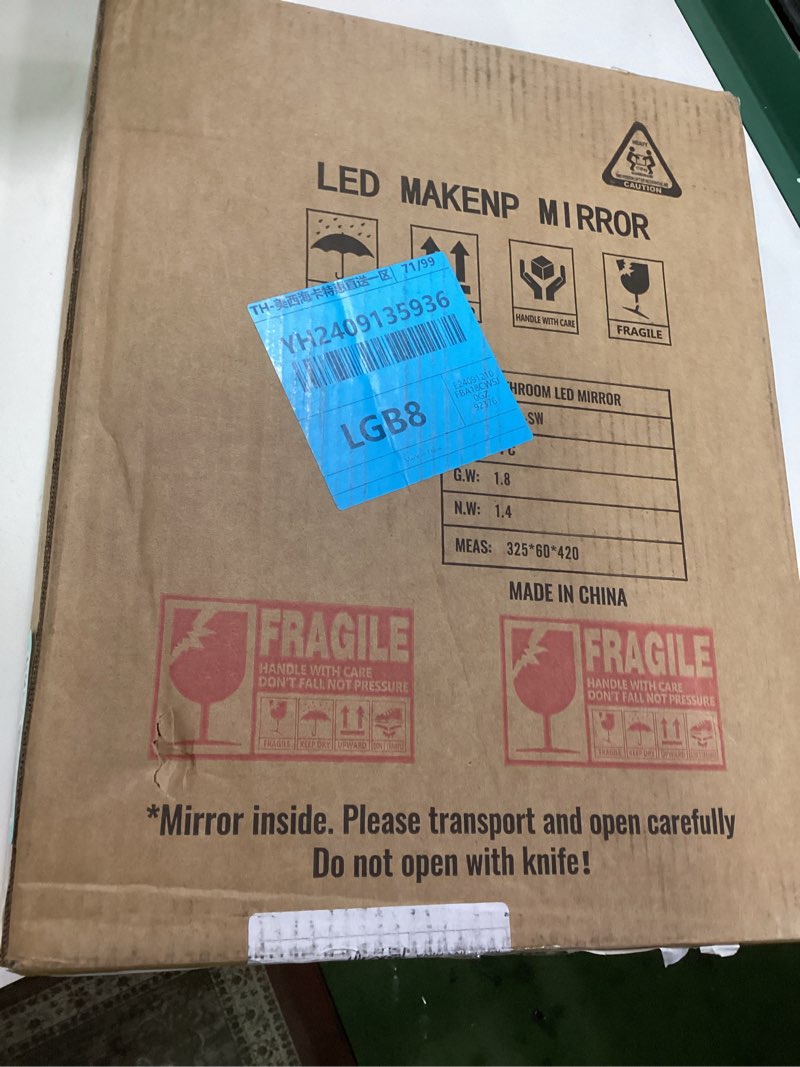 HEAVY
CAUTION
LED MAKENP MIRROR
HANDLE WITH CARE
FRAGILE
71/99
YH2409135936
LGB8
92376
THROOM LED MIRROR
-SW
G.W: 1.8
N.W: 1.4
MEAS: 325*60*420
MADE IN CHINA
FRAGILE
HANDLE WITH CARE
DON'T FALL NOT PRESSURE
FRAGILE
KEEP DRY
UPWARD
FRAGILE
HANDLE WITH CARE
DON'T FALL NOT PRESSURE
FRAGILE
KEEP DRY
UPWARD
*Mirror inside. Please transport and open carefully
Do not open with knife!